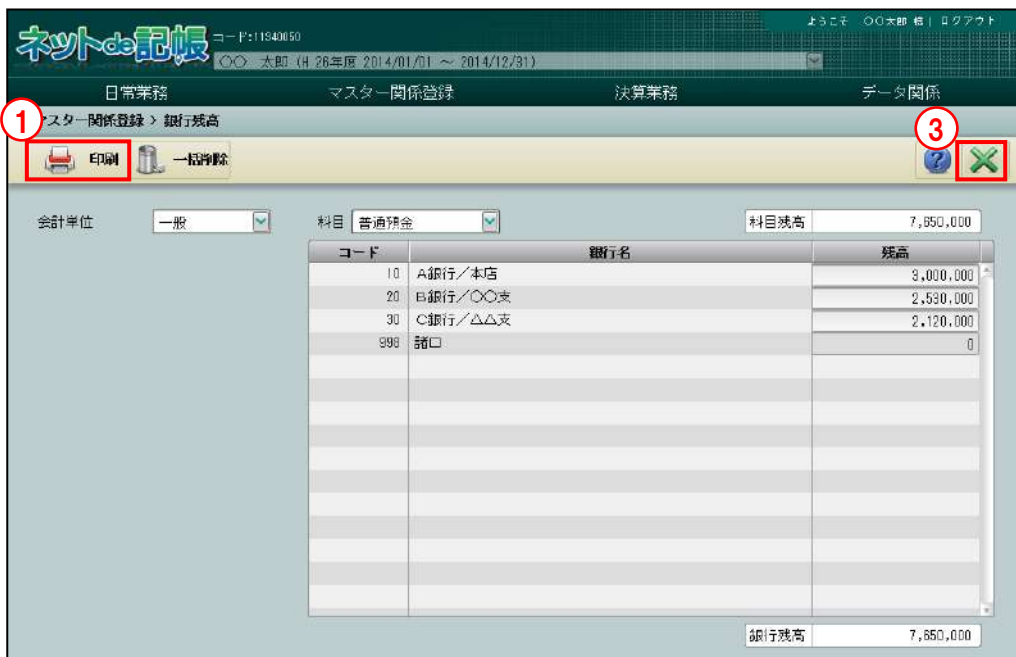 ようこそ 〇〇太郎 様 | ログアウト
ネットde記帳 コード:11940050
〇〇 太郎 (H 26年度 2014/01/01 ～ 2014/12/31)
日常業務 マスター関係登録 決算業務 データ関係
① マスター関係登録 > 銀行残高 ③
印刷 一括削除 ?
会計単位 一般 科目 普通預金 科目残高 7,650,000
コード 銀行名 残高
10 A銀行／本店 3,000,000
20 B銀行／〇〇支 2,530,000
30 C銀行／△△支 2,120,000
998 諸口 0
銀行残高 7,650,000